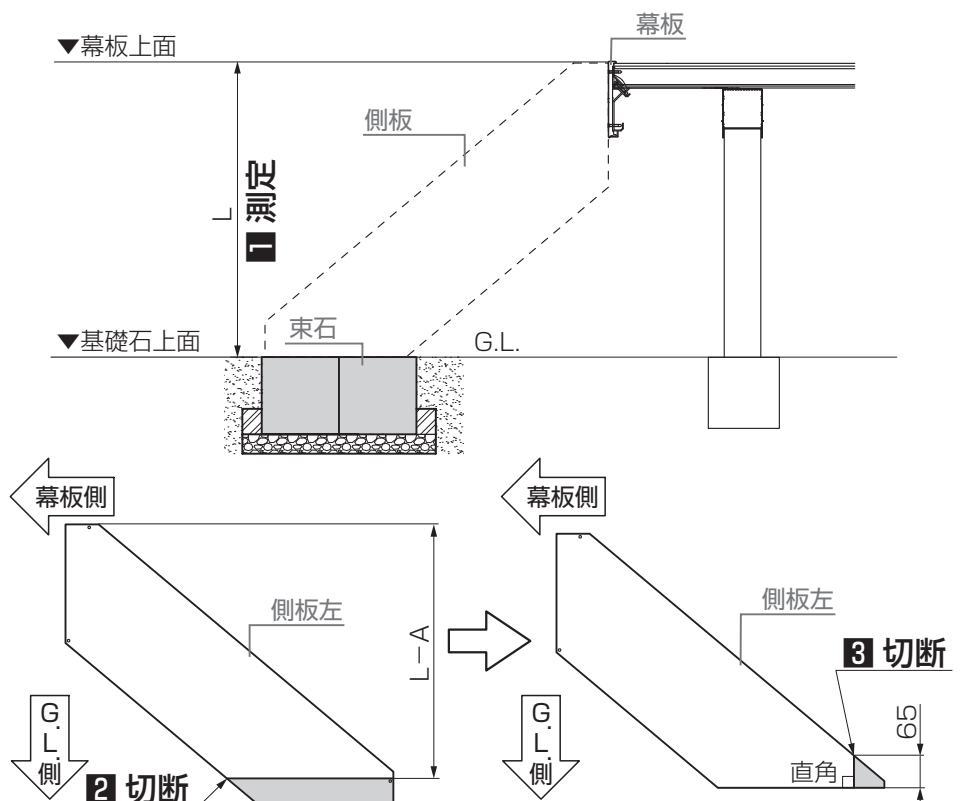 ▼幕板上面
幕板
側板
L
1 測定
▼基礎石上面
束石
G.L.
幕板側
側板左
L−A
G.L.側
2 切断
幕板側
側板左
3 切断
65
直角
G.L.側